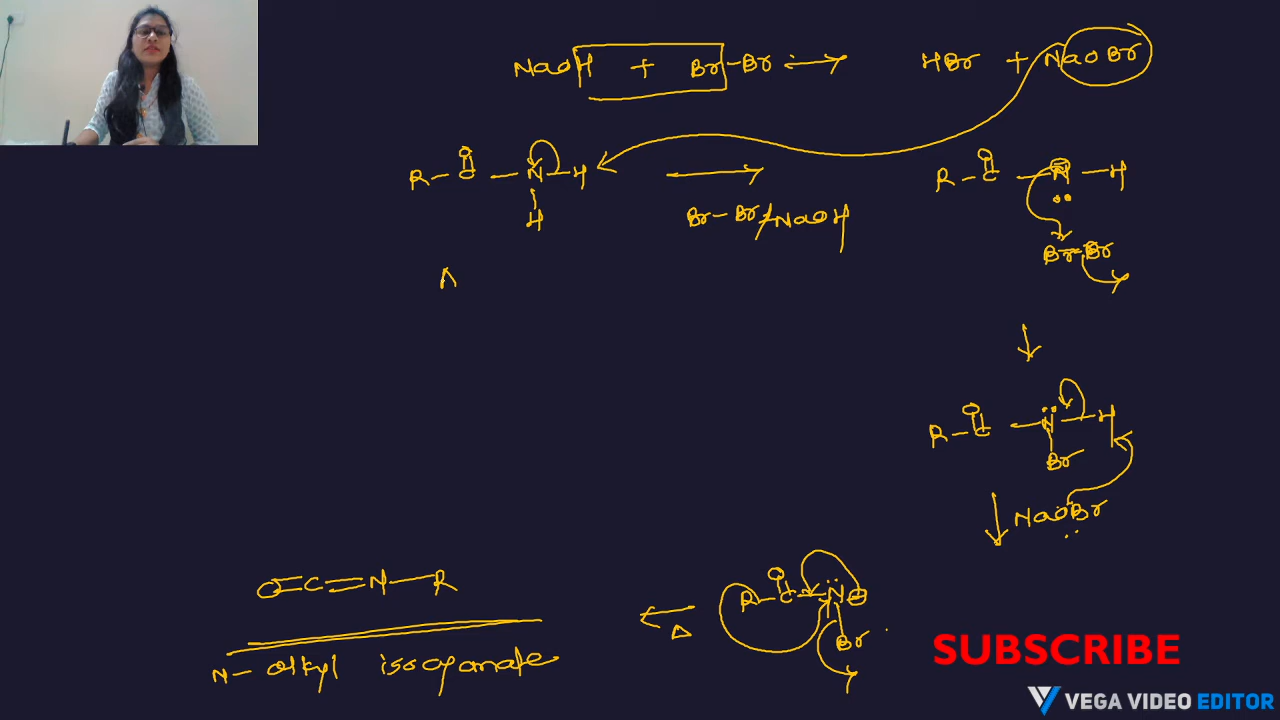 NaOH + Br-Br → HBr + NaOBr
R-C-N-H → R-C-N-H
O O
H
Br-Br/NaOH
Br-Br
R-C-N-H
O
Br
NaOBr
O=C=N-R
R-C-N
O
Δ
Br
N-alkyl isocyanate
SUBSCRIBE
VEGA VIDEO EDITOR